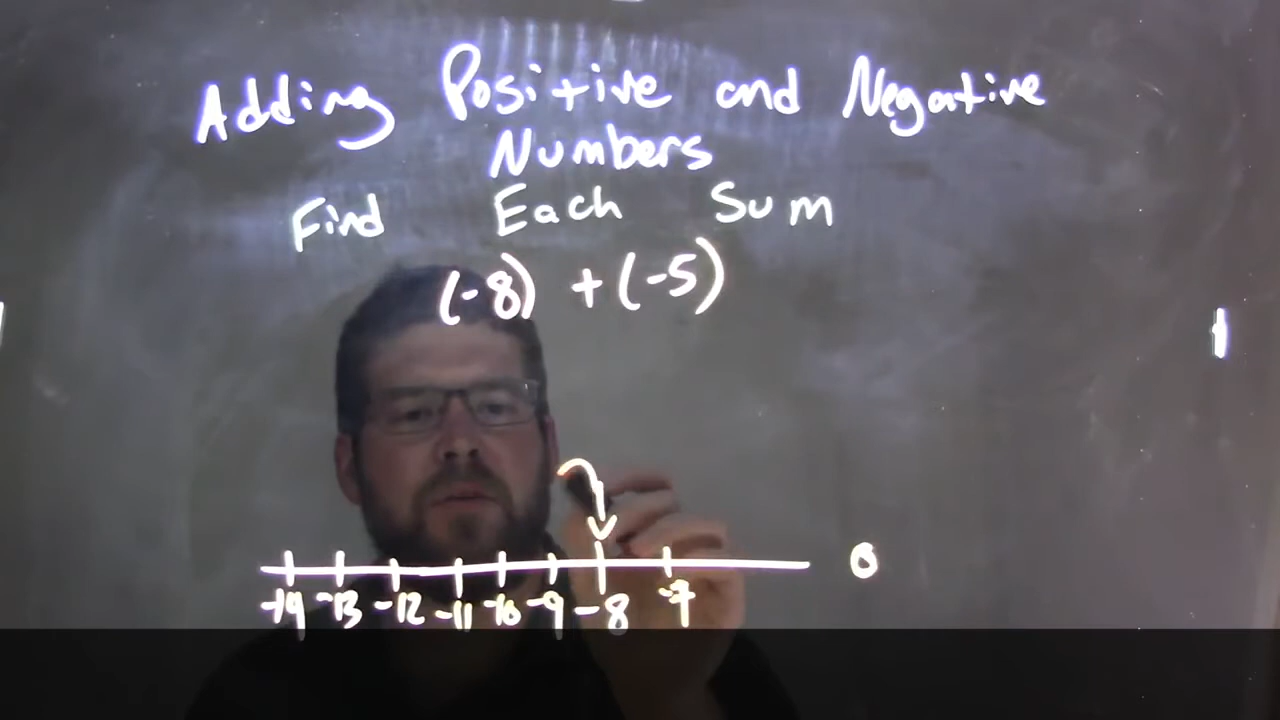 Adding Positive and Negative
Numbers
Find Each Sum
(-8) + (-5)
-14 -13 -12 -11 -10 -9 -8 -7 0